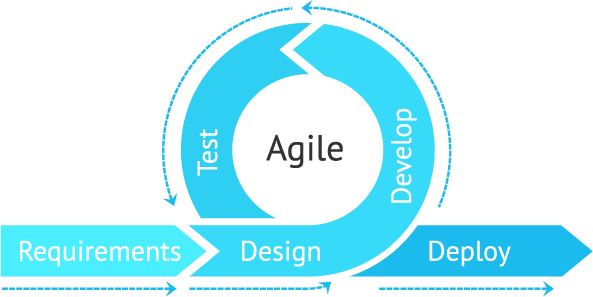 Agile
Test
Develop
Requirements
Design
Deploy